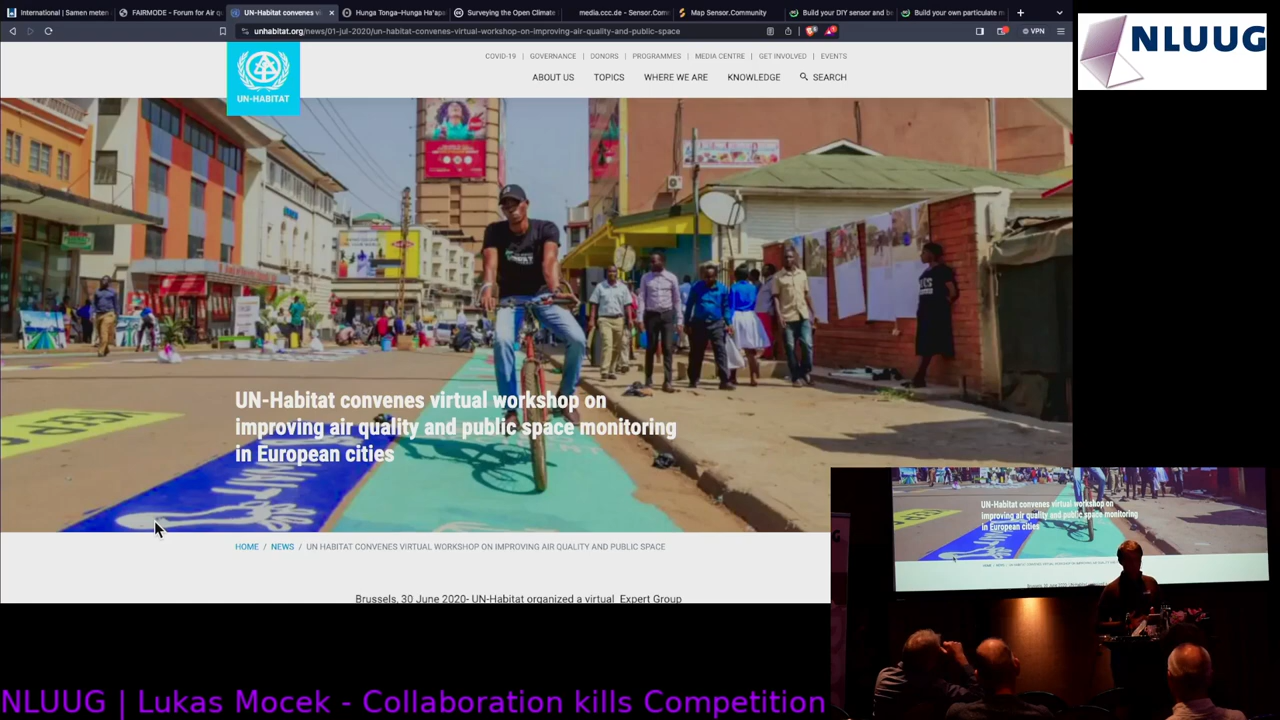 International | Samen meten
FAIRMODE - Forum for Air qu
UN-Habitat convenes vi
Hunga Tonga–Hunga Ha'apa
Surveying the Open Climate
media.ccc.de - Sensor.Com
Map Sensor.Community
Build your DIY sensor and be
Build your own particulate m
unhabitat.org/news/01-jul-2020/un-habitat-convenes-virtual-workshop-on-improving-air-quality-and-public-space
VPN
NLUUG
COVID-19 | GOVERNANCE | DONORS | PROGRAMMES | MEDIA CENTRE | GET INVOLVED | EVENTS
ABOUT US TOPICS WHERE WE ARE KNOWLEDGE SEARCH
UN-HABITAT
KEEP
UN-Habitat convenes virtual workshop on
improving air quality and public space monitoring
in European cities
HOME / NEWS / UN HABITAT CONVENES VIRTUAL WORKSHOP ON IMPROVING AIR QUALITY AND PUBLIC SPACE
Brussels, 30 June 2020- UN-Habitat organized a virtual Expert Group
UN-Habitat convenes virtual workshop on
improving air quality and public space monitoring
in European cities
NLUUG | Lukas Mocek - Collaboration kills Competition